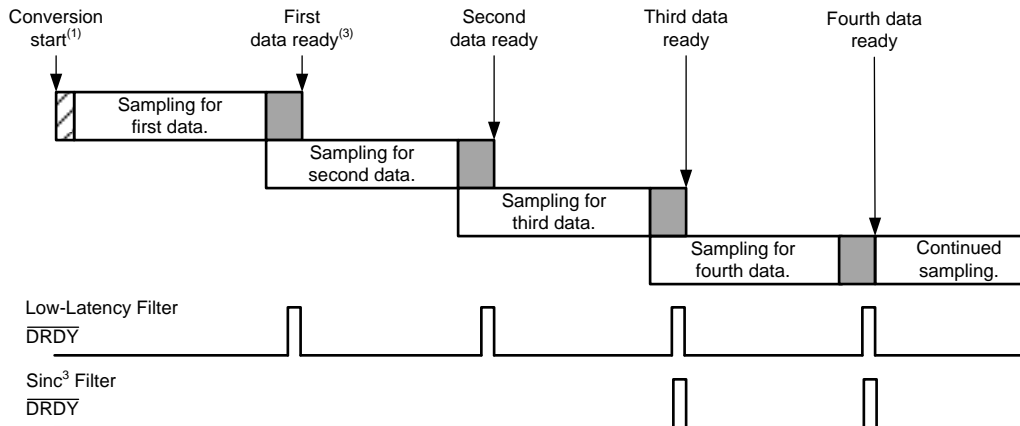 Conversion
start(1)
First
data ready(3)
Second
data ready
Third data
ready
Fourth data
ready
Sampling for
first data.
Sampling for
second data.
Sampling for
third data.
Sampling for
fourth data.
Continued
sampling.
Low-Latency Filter
DRDY
Sinc3 Filter
DRDY